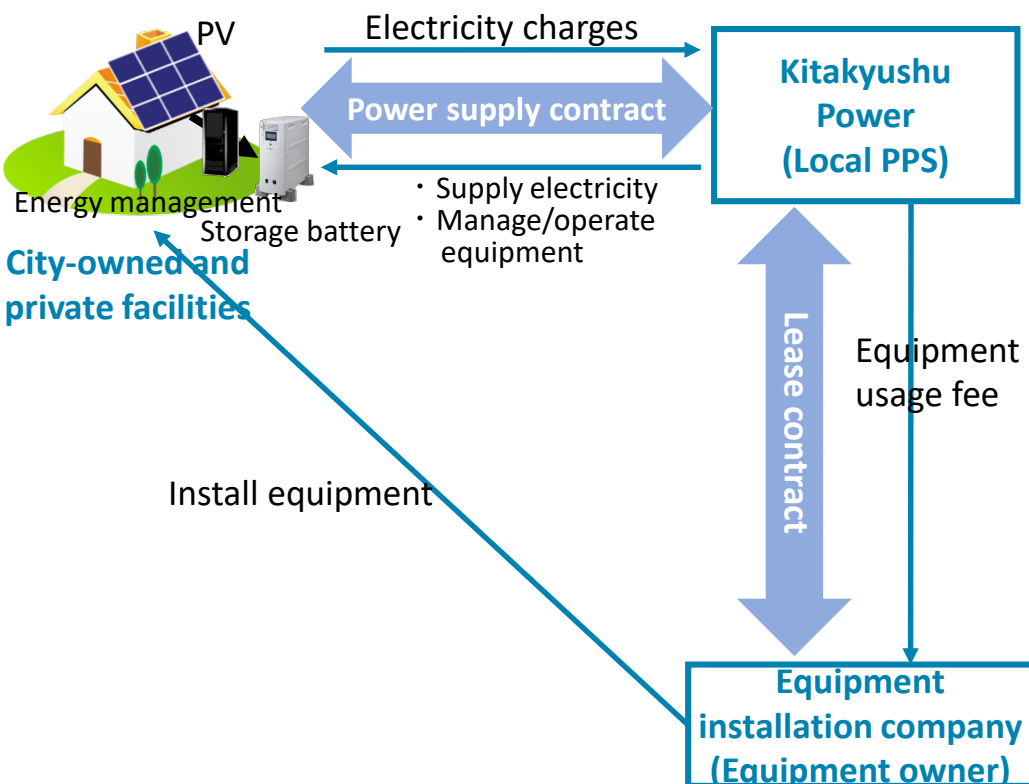 PV
Electricity charges
Kitakyushu
Power
(Local PPS)
Power supply contract
・ Supply electricity
・ Manage/operate
equipment
Energy management
Storage battery
City-owned and
private facilities
Lease contract
Equipment
usage fee
Install equipment
Equipment
installation company
(Equipment owner)